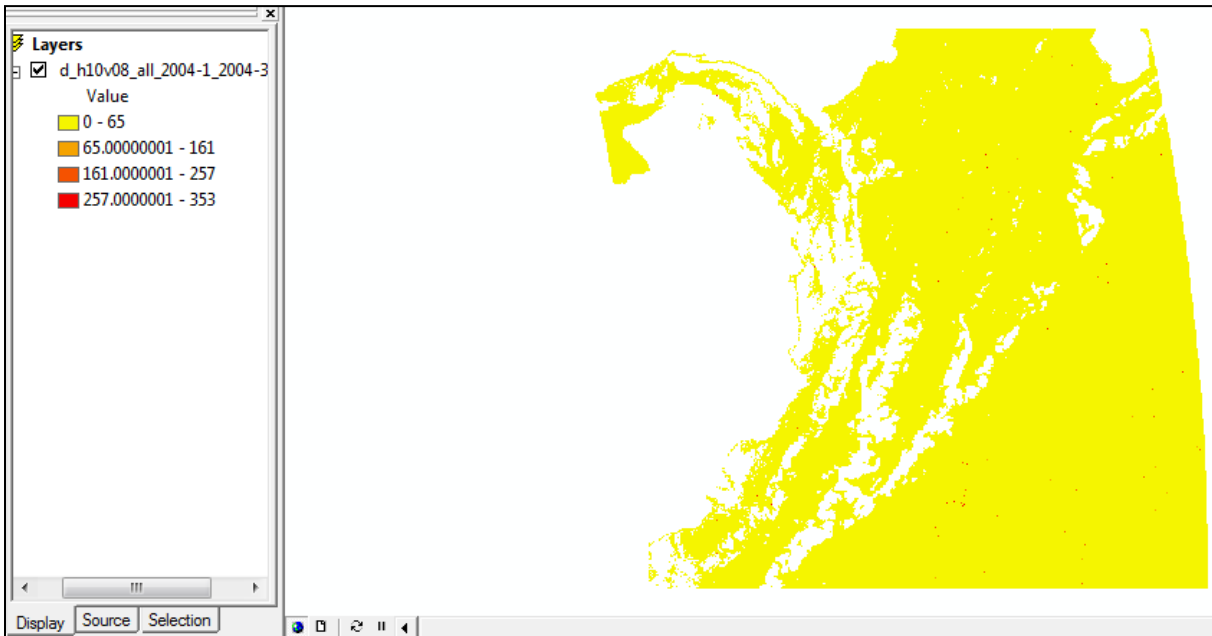 Layers
d_h10v08_all_2004-1_2004-3
Value
0 - 65
65.00000001 - 161
161.0000001 - 257
257.0000001 - 353
Display Source Selection